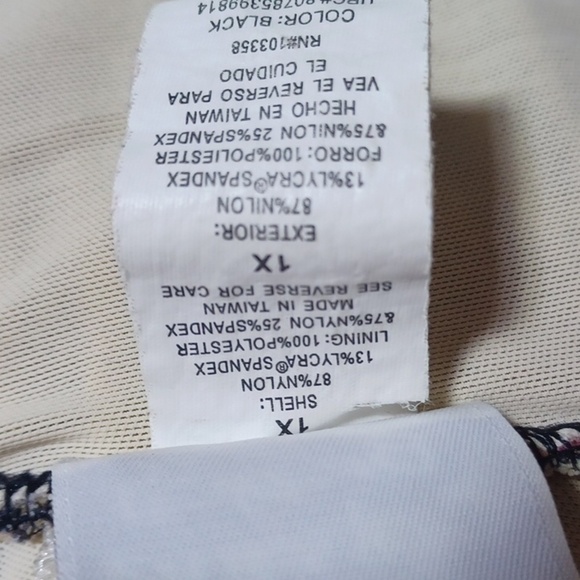 1X
SHELL:
87%NYLON
13%LYCRA®SPANDEX
LINING: 100%POLYESTER
&75%NYLON 25%SPANDEX
MADE IN TAIWAN
SEE REVERSE FOR CARE
1X
EXTERIOR:
87%NILON
13%LYCRA®SPANDEX
FORRO: 100%POLIESTER
&75%NILON 25%SPANDEX
HECHO EN TAIWAN
VEA EL REVERSO PARA
EL CUIDADO
RN#103358
COLOR: BLACK